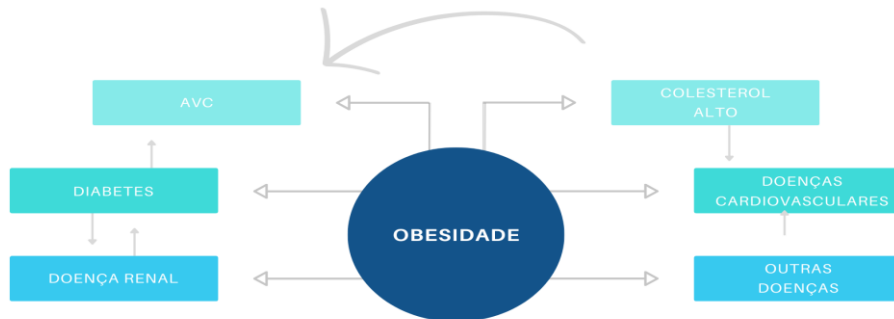 AVC
COLESTEROL
ALTO
DIABETES
DOENÇAS
CARDIOVASCULARES
OBESIDADE
DOENÇA RENAL
OUTRAS
DOENÇAS